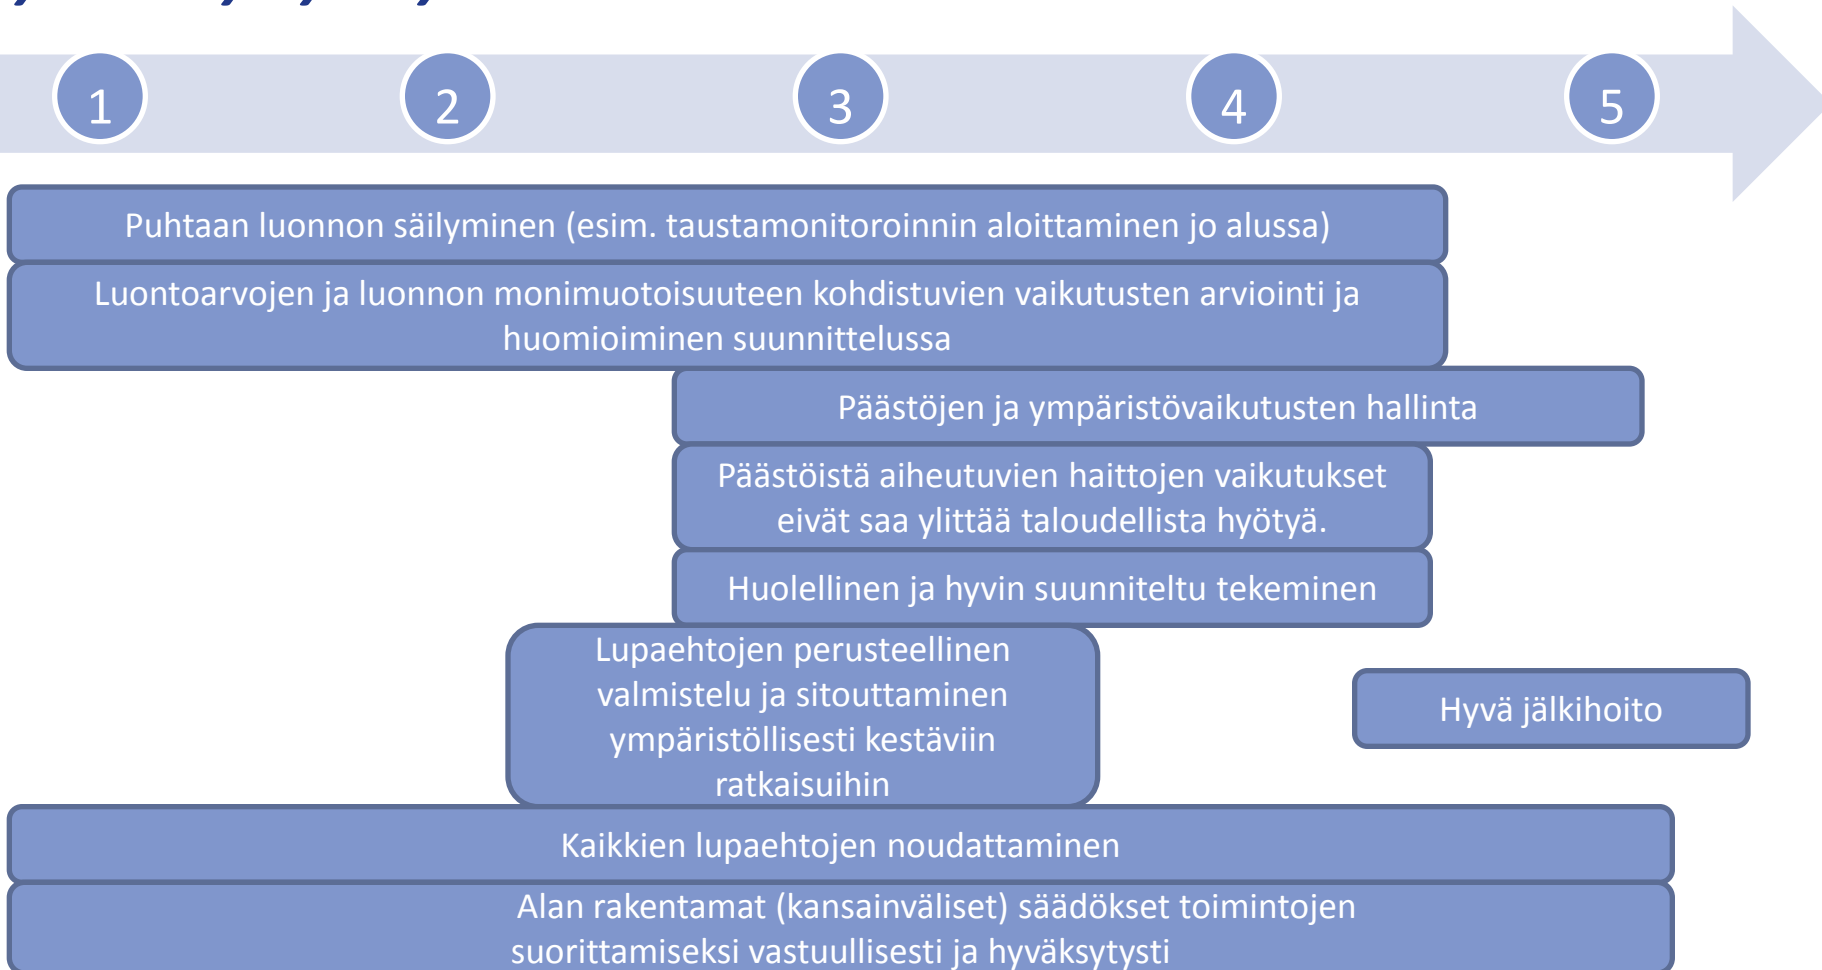 1
2
3
4
5
Puhtaan luonnon säilyminen (esim. taustamonitoroinnin aloittaminen jo alussa)
Luontoarvojen ja luonnon monimuotoisuuteen kohdistuvien vaikutusten arviointi ja
huomioiminen suunnittelussa
Päästöjen ja ympäristövaikutusten hallinta
Päästöistä aiheutuvien haittojen vaikutukset
eivät saa ylittää taloudellista hyötyä.
Huolellinen ja hyvin suunniteltu tekeminen
Lupaehtojen perusteellinen
valmistelu ja sitouttaminen
ympäristöllisesti kestäviin
ratkaisuihin
Hyvä jälkihoito
Kaikkien lupaehtojen noudattaminen
Alan rakentamat (kansainväliset) säädökset toimintojen
suorittamiseksi vastuullisesti ja hyväksytysti